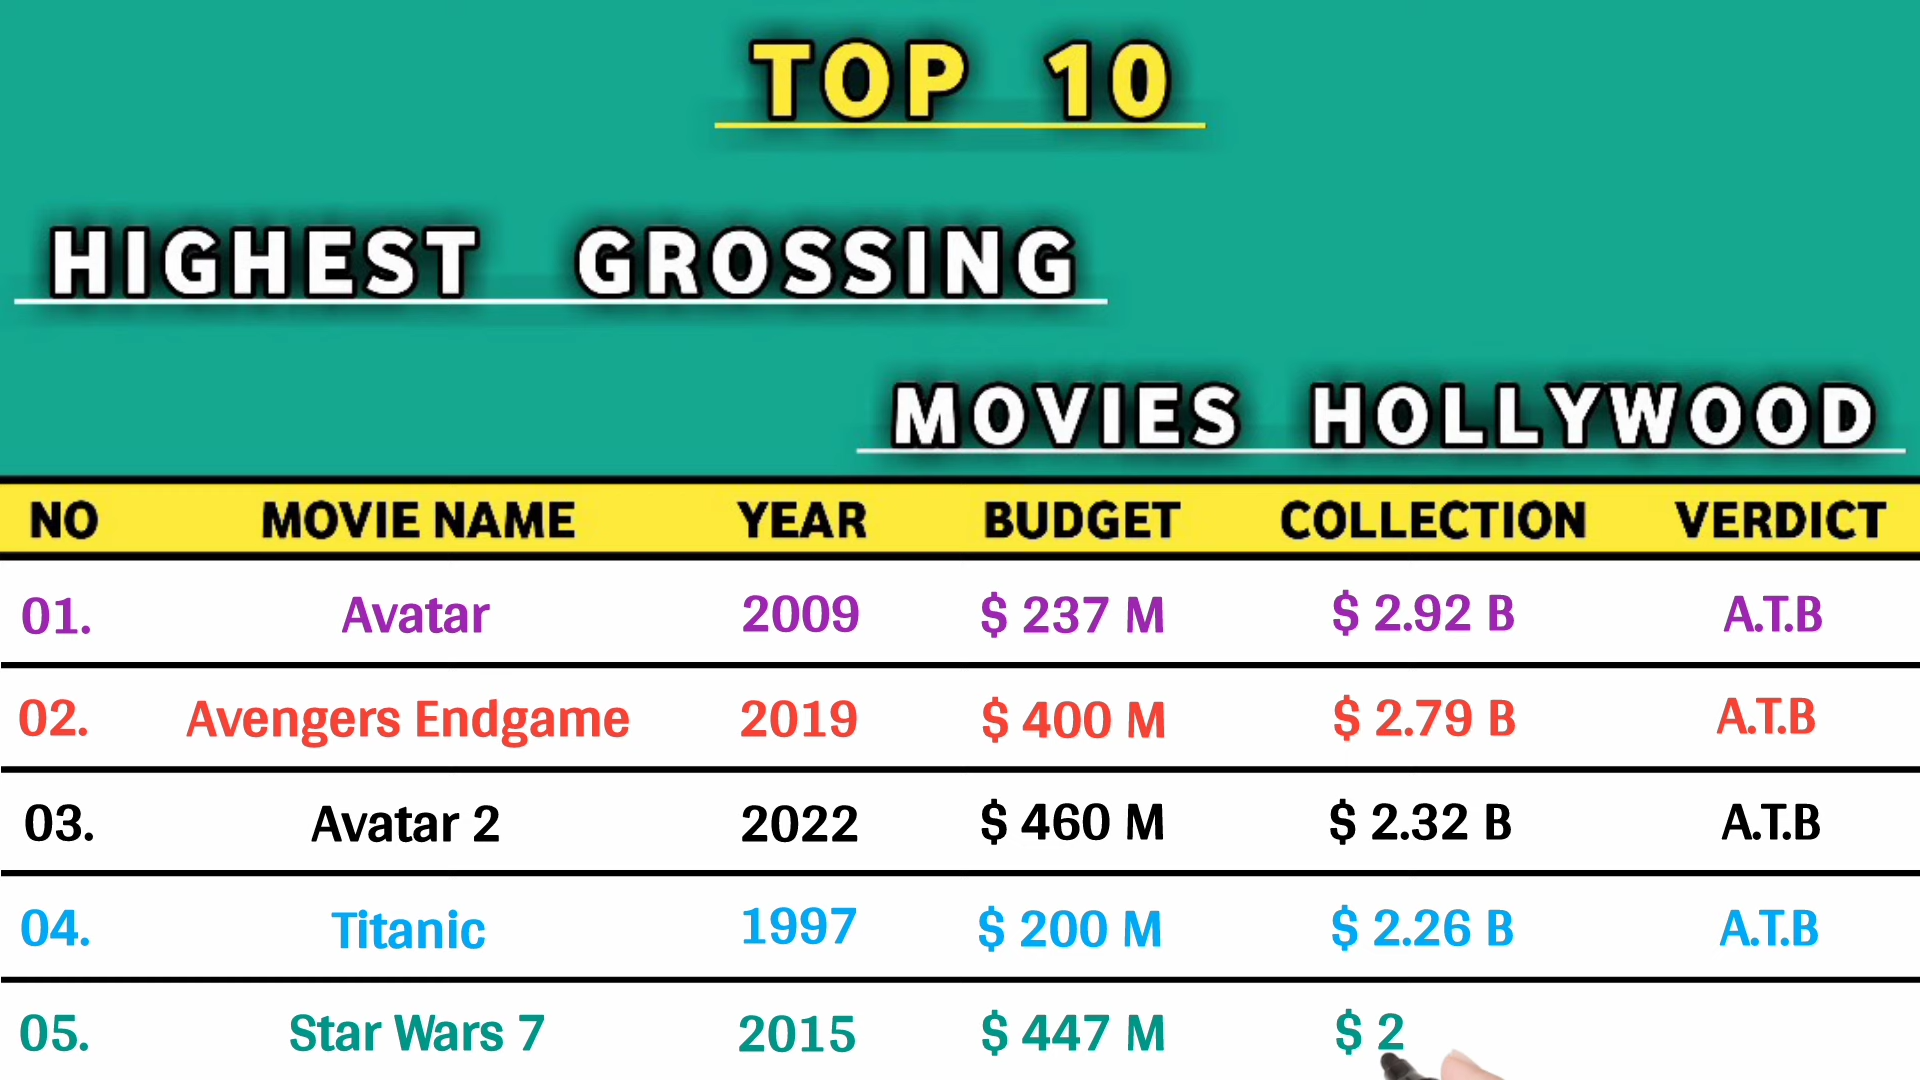 TOP 10
HIGHEST GROSSING
MOVIES HOLLYWOOD
NO MOVIE NAME YEAR BUDGET COLLECTION VERDICT
01. Avatar 2009 $ 237 M $ 2.92 B A.T.B
02. Avengers Endgame 2019 $ 400 M $ 2.79 B A.T.B
03. Avatar 2 2022 $ 460 M $ 2.32 B A.T.B
04. Titanic 1997 $ 200 M $ 2.26 B A.T.B
05. Star Wars 7 2015 $ 447 M $ 2